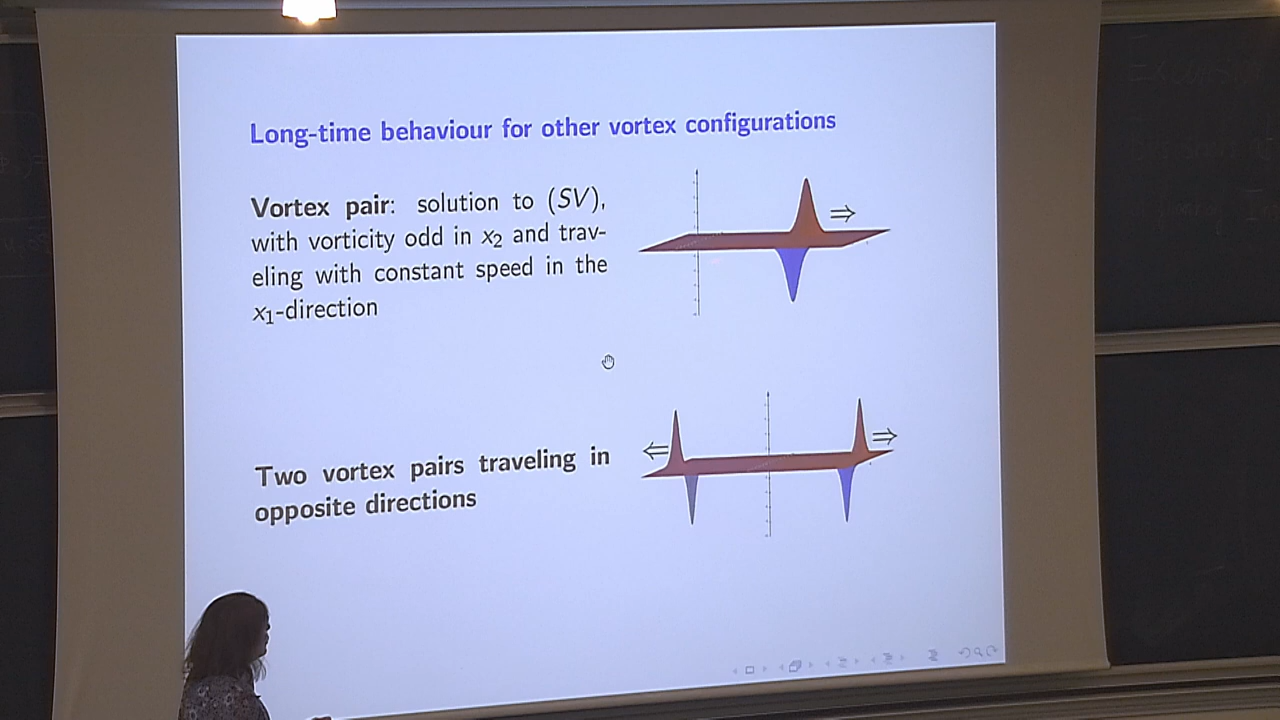 Long-time behaviour for other vortex configurations
Vortex pair: solution to (SV),
with vorticity odd in x₂ and trav-
eling with constant speed in the
x₁-direction
⇒
Two vortex pairs traveling in
opposite directions
⇐ ⇒